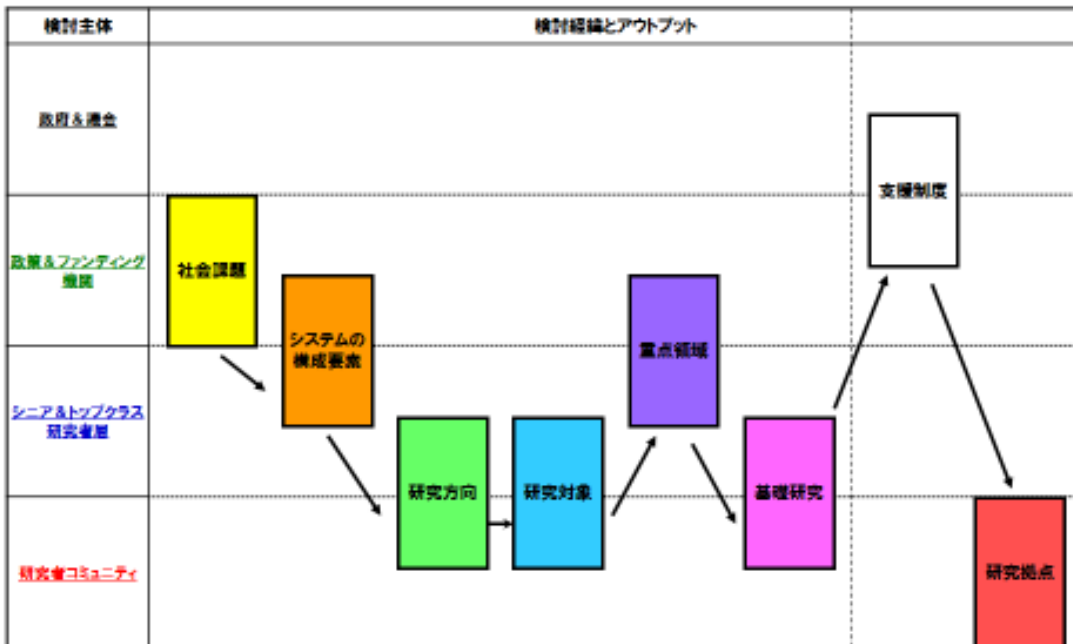 検討主体
検討経緯とアウトプット
政府&議会
政策&ファンディング
機関
シニア&トップクラス
研究者層
研究者コミュニティ
社会課題
システムの
構成要素
研究方向
研究対象
重点領域
基礎研究
支援制度
研究拠点